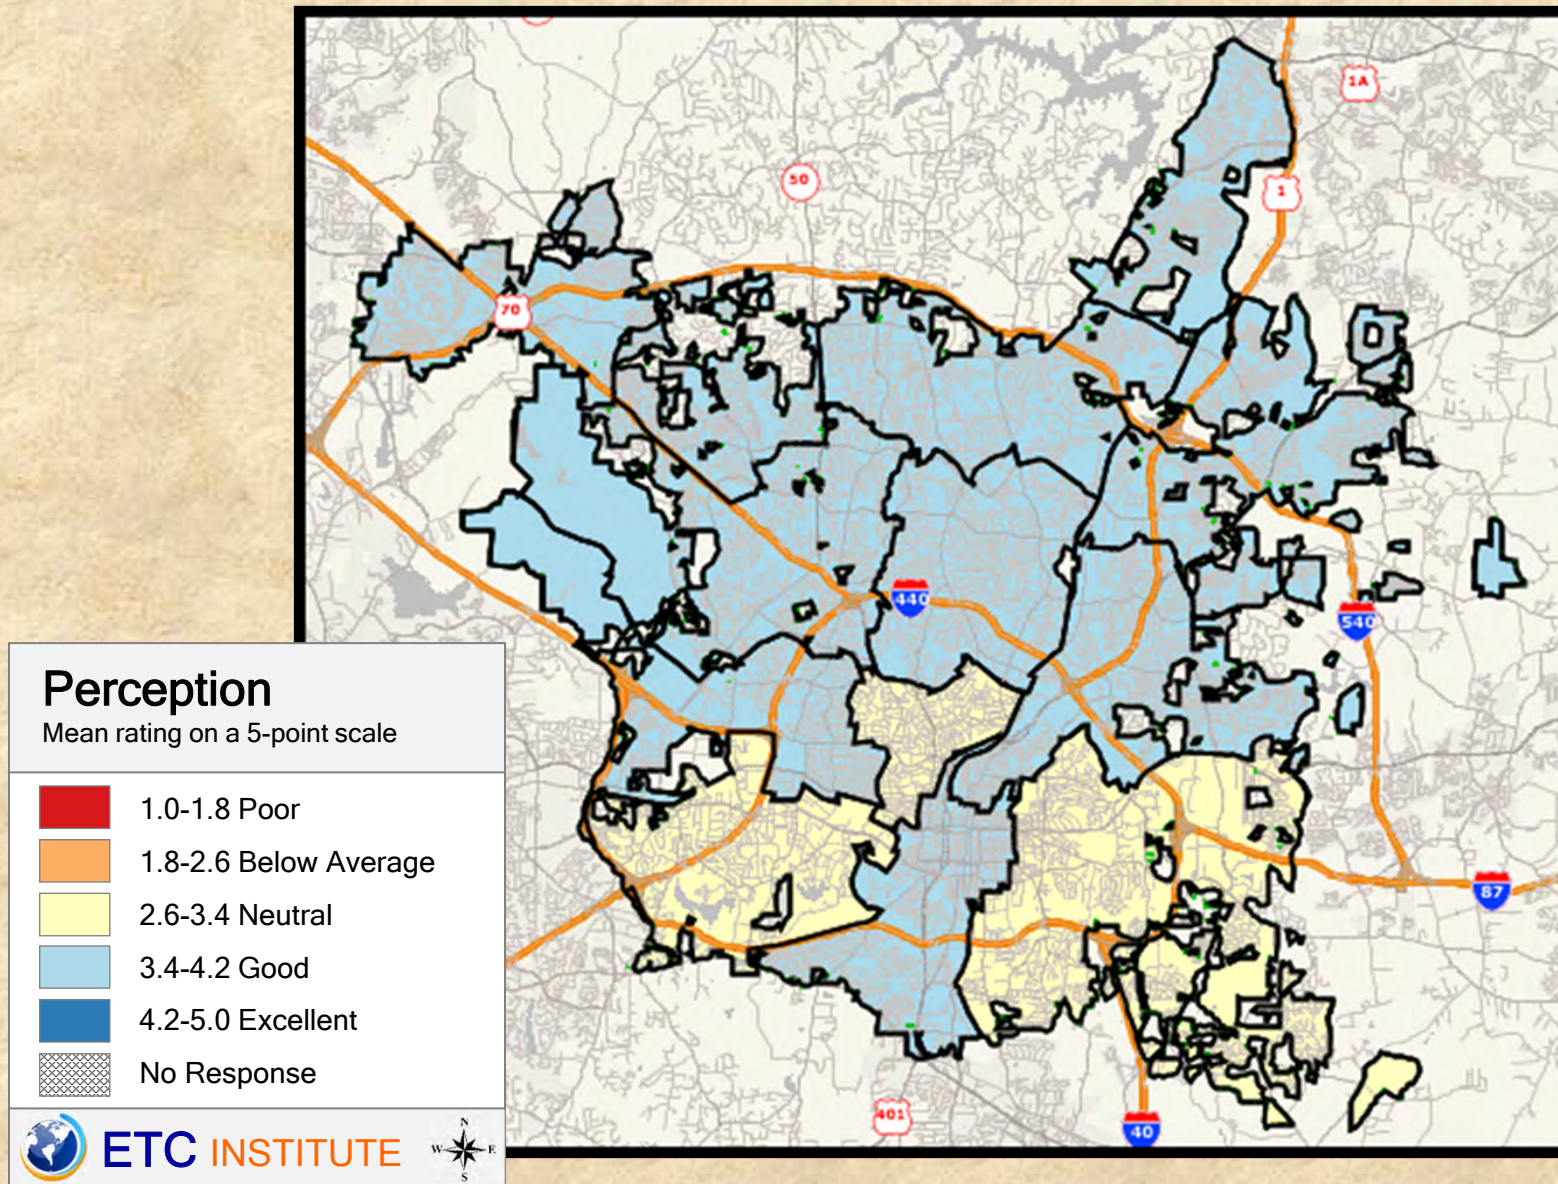 1A
1
50
70
440
540
87
401
40
Perception
Mean rating on a 5-point scale
1.0-1.8 Poor
1.8-2.6 Below Average
2.6-3.4 Neutral
3.4-4.2 Good
4.2-5.0 Excellent
No Response
ETC INSTITUTE
N
W E
S